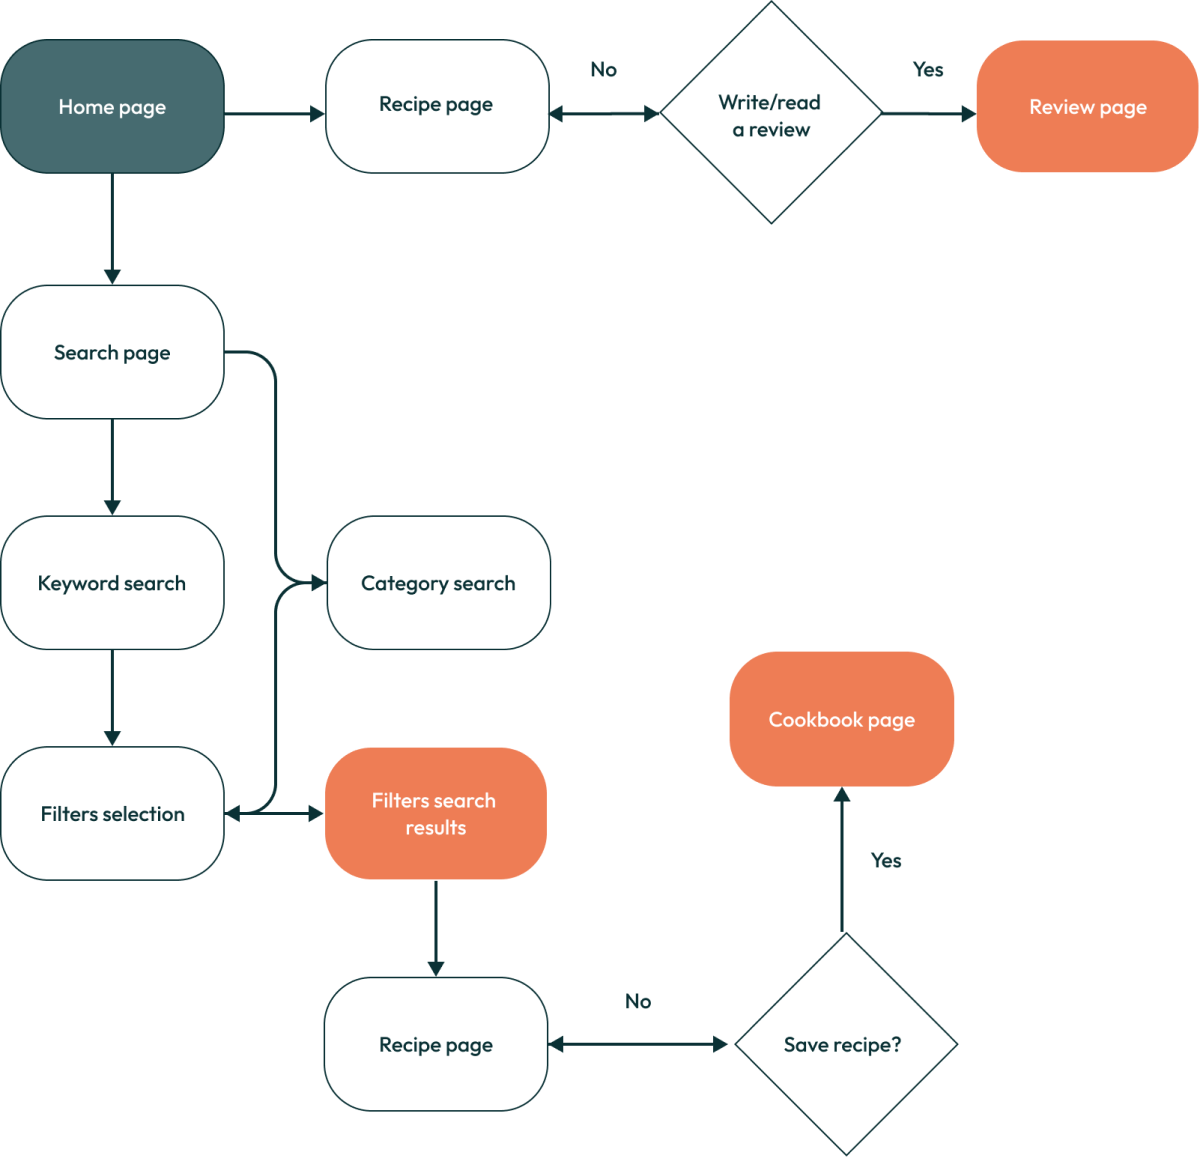 Home page
Recipe page
No
Write/read
a review
Yes
Review page
Search page
Keyword search
Category search
Filters selection
Filters search
results
Cookbook page
Yes
Recipe page
No
Save recipe?